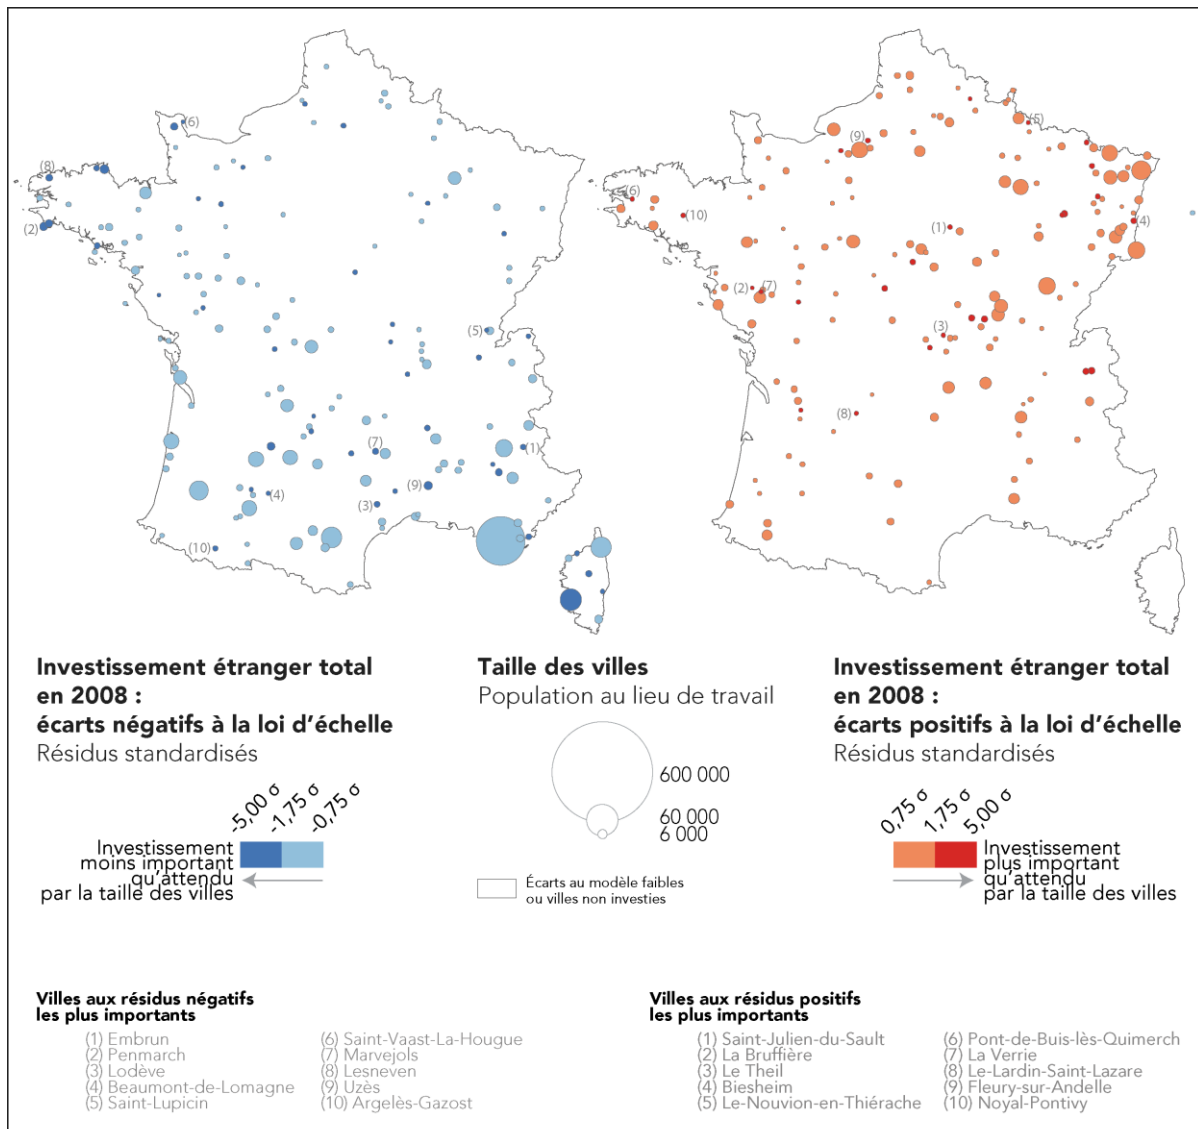 (6)
(8)
(2)
(5)
(7)
(1)
(4)
(9)
(3)
(10)
(5)
(9)
(6)
(10)
(1)
(4)
(2)
(7)
(3)
(8)
Investissement étranger total
en 2008 :
écarts négatifs à la loi d'échelle
Résidus standardisés
-5,00 σ
-1,75 σ
-0,75 σ
Investissement
moins important
qu'attendu
par la taille des villes
Taille des villes
Population au lieu de travail
600 000
60 000
6 000
Écarts au modèle faibles
ou villes non investies
Investissement étranger total
en 2008 :
écarts positifs à la loi d'échelle
Résidus standardisés
0,75 σ
1,75 σ
5,00 σ
Investissement
plus important
qu'attendu
par la taille des villes
Villes aux résidus négatifs
les plus importants
(1) Embrun
(2) Penmarch
(3) Lodève
(4) Beaumont-de-Lomagne
(5) Saint-Lupicin
(6) Saint-Vaast-La-Hougue
(7) Marvejols
(8) Lesneven
(9) Uzès
(10) Argelès-Gazost
Villes aux résidus positifs
les plus importants
(1) Saint-Julien-du-Sault
(2) La Bruffière
(3) Le Theil
(4) Biesheim
(5) Le-Nouvion-en-Thiérache
(6) Pont-de-Buis-lès-Quimerch
(7) La Verrie
(8) Le-Lardin-Saint-Lazare
(9) Fleury-sur-Andelle
(10) Noyal-Pontivy